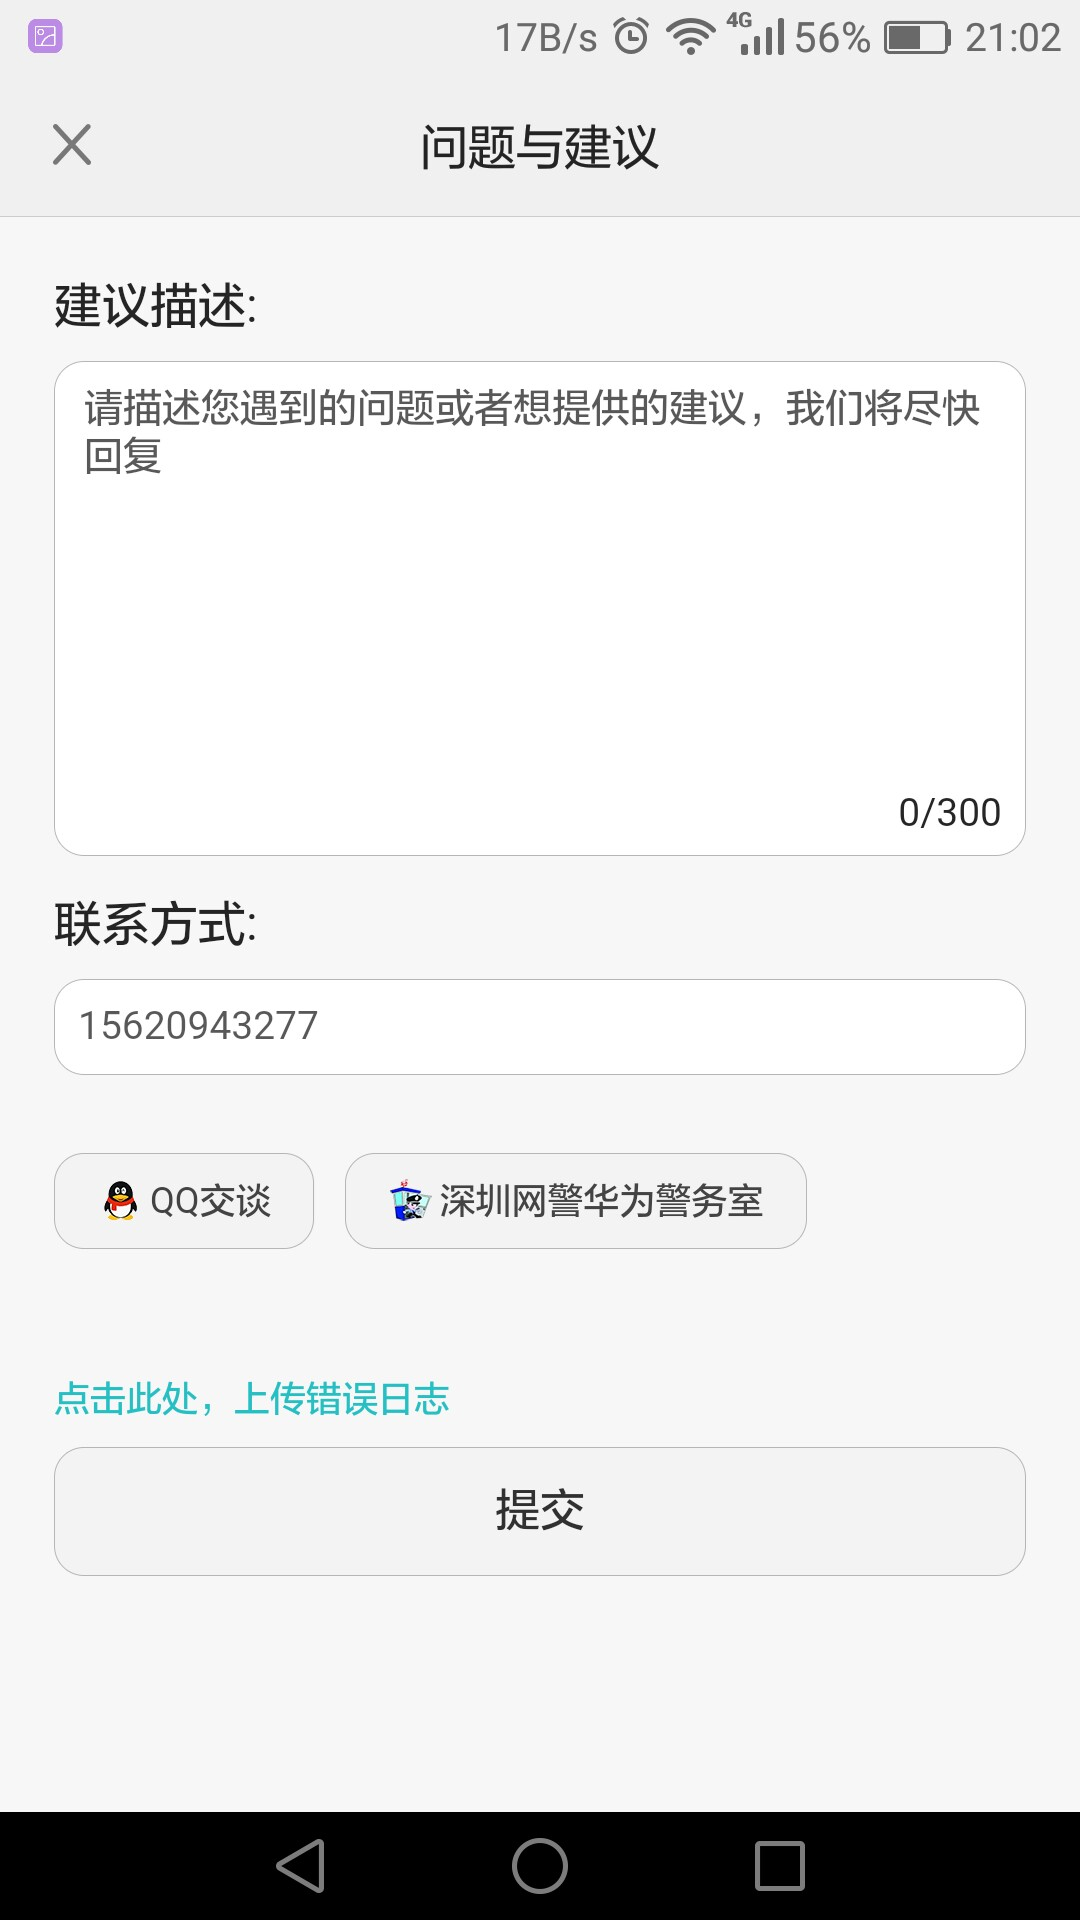 17B/s 4G 56% 21:02
问题与建议
建议描述:
请描述您遇到的问题或者想提供的建议，我们将尽快
回复
0/300
联系方式:
15620943277
QQ交谈
深圳网警华为警务室
点击此处，上传错误日志
提交